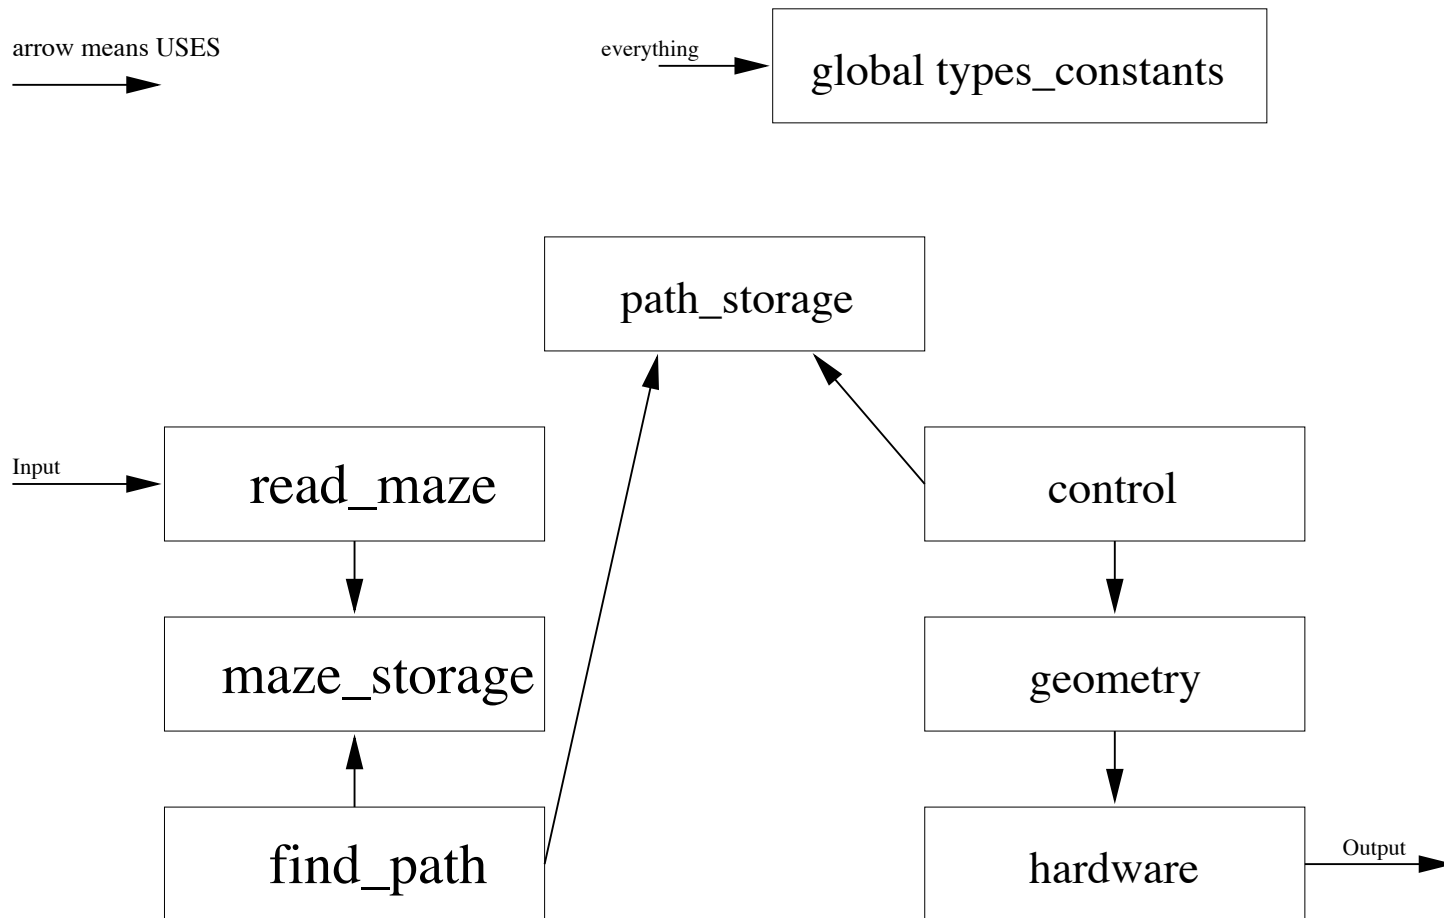 arrow means USES
everything
global types_constants
path_storage
Input
read_maze
control
maze_storage
geometry
find_path
hardware
Output